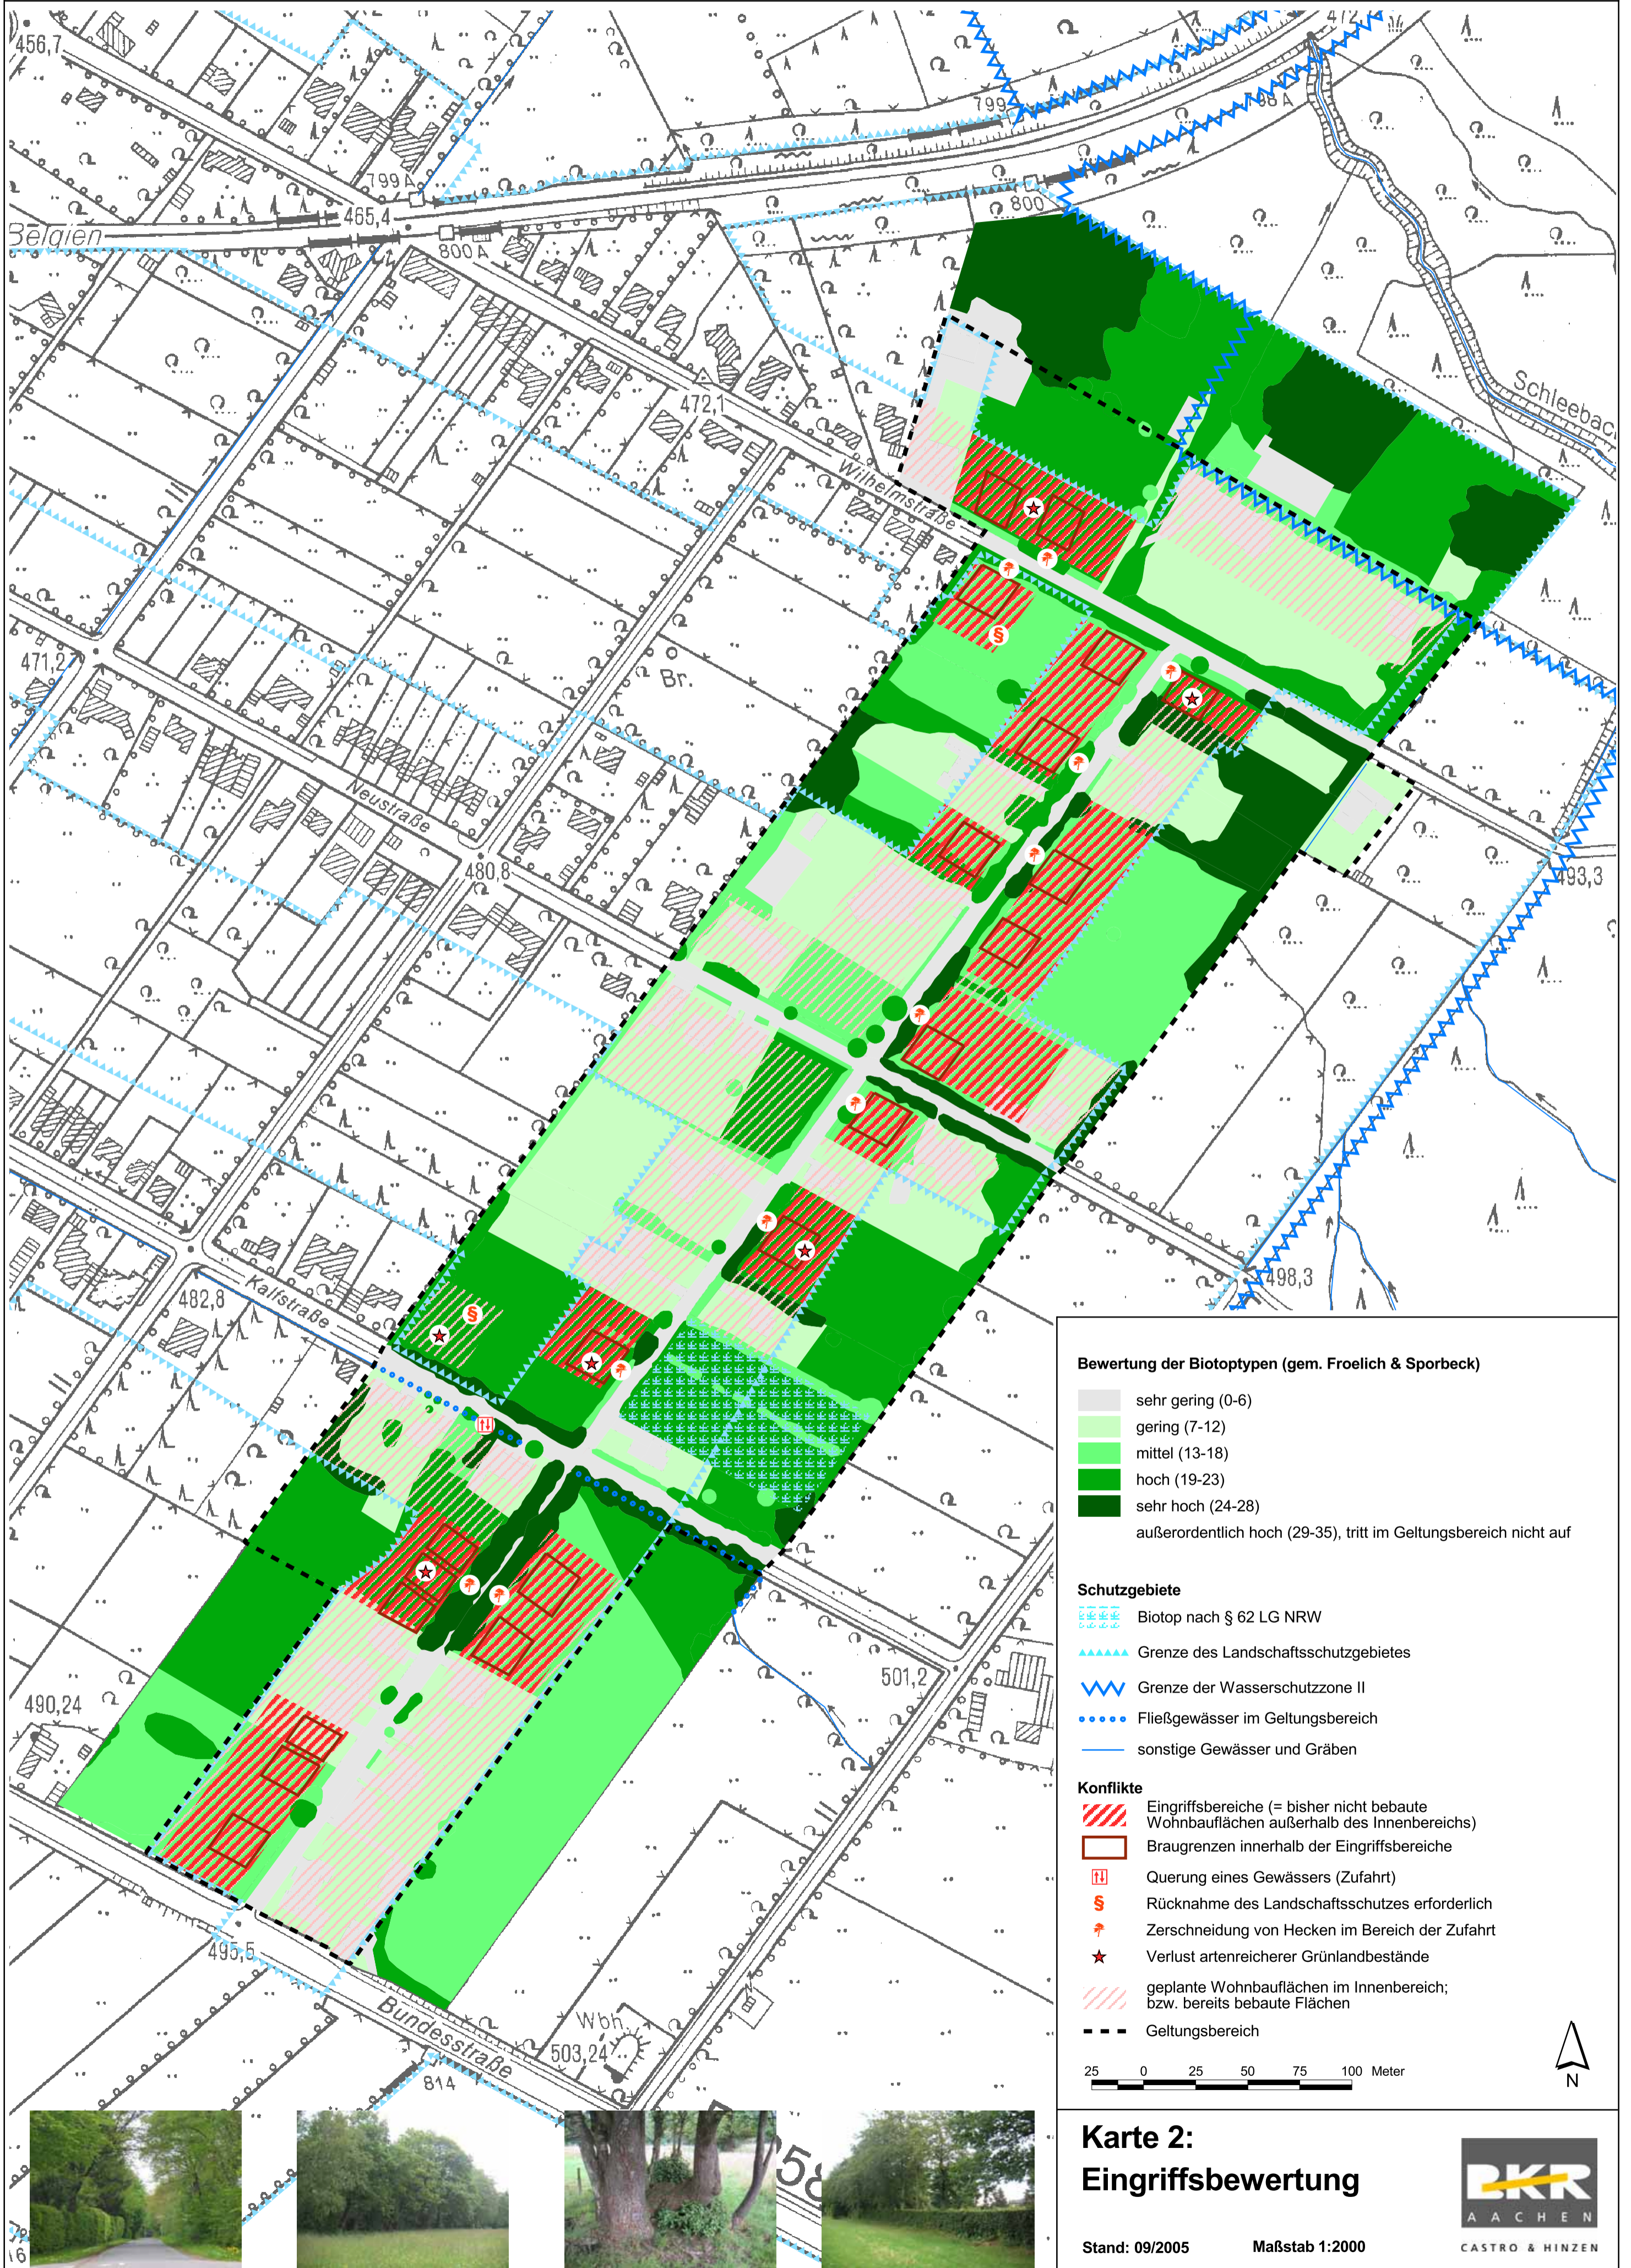 456,7
472,
799
798 A
799 A
465,4
Belgien
800 A
800
Schleebac
472,1
Wilhelmstraße
471,2
Br.
Neustraße
480,8
493,3
498,3
Kalfstraße
482,8
501,2
490,24
495,5
Bundesstraße
Wbh.
503,24
814
Bewertung der Biotoptypen (gem. Froelich & Sporbeck)
sehr gering (0-6)
gering (7-12)
mittel (13-18)
hoch (19-23)
sehr hoch (24-28)
außerordentlich hoch (29-35), tritt im Geltungsbereich nicht auf
Schutzgebiete
Biotop nach § 62 LG NRW
Grenze des Landschaftsschutzgebietes
Grenze der Wasserschutzzone II
Fließgewässer im Geltungsbereich
sonstige Gewässer und Gräben
Konflikte
Eingriffsbereiche (= bisher nicht bebaute
Wohnbauflächen außerhalb des Innenbereichs)
Braugrenzen innerhalb der Eingriffsbereiche
Querung eines Gewässers (Zufahrt)
§ Rücknahme des Landschaftsschutzes erforderlich
Zerschneidung von Hecken im Bereich der Zufahrt
Verlust artenreicherer Grünlandbestände
geplante Wohnbauflächen im Innenbereich;
bzw. bereits bebaute Flächen
Geltungsbereich
25 0 25 50 75 100 Meter
N
Karte 2:
Eingriffsbewertung
Stand: 09/2005 Maßstab 1:2000
BKR
AACHEN
CASTRO & HINZEN